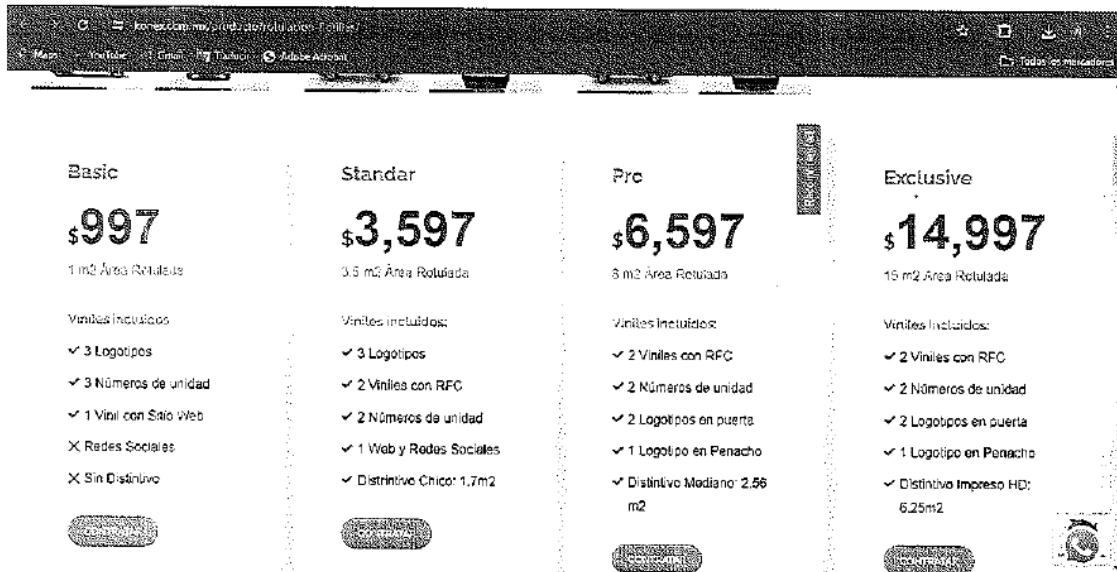 Maps YouTube Gmail Traducir Adobe Acrobat
Todos los marcadores
Basic
$997
1 m2 Área Rotulada
Viniles incluidos
✓ 3 Logotipos
✓ 3 Números de unidad
✓ 1 Vinil con Sitio Web
X Redes Sociales
X Sin Distintivo
CONTRATAR
Standar
$3,597
3.5 m2 Área Rotulada
Viniles incluidos:
✓ 3 Logotipos
✓ 2 Viniles con RFC
✓ 2 Números de unidad
✓ 1 Web y Redes Sociales
✓ Distrintivo Chico: 1.7m2
CONTRATAR
Pro
$6,597
6 m2 Área Rotulada
Viniles incluidos:
✓ 2 Viniles con RFC
✓ 2 Números de unidad
✓ 2 Logotipos en puerta
✓ 1 Logotipo en Penacho
✓ Distintivo Mediano: 2.56
m2
CONTRATAR
Exclusive
$14,997
15 m2 Área Rotulada
Viniles Incluidos:
✓ 2 Viniles con RFC
✓ 2 Números de unidad
✓ 2 Logotipos en puerta
✓ 1 Logotipo en Penacho
✓ Distintivo Impreso HD:
6.25m2
CONTRATAR